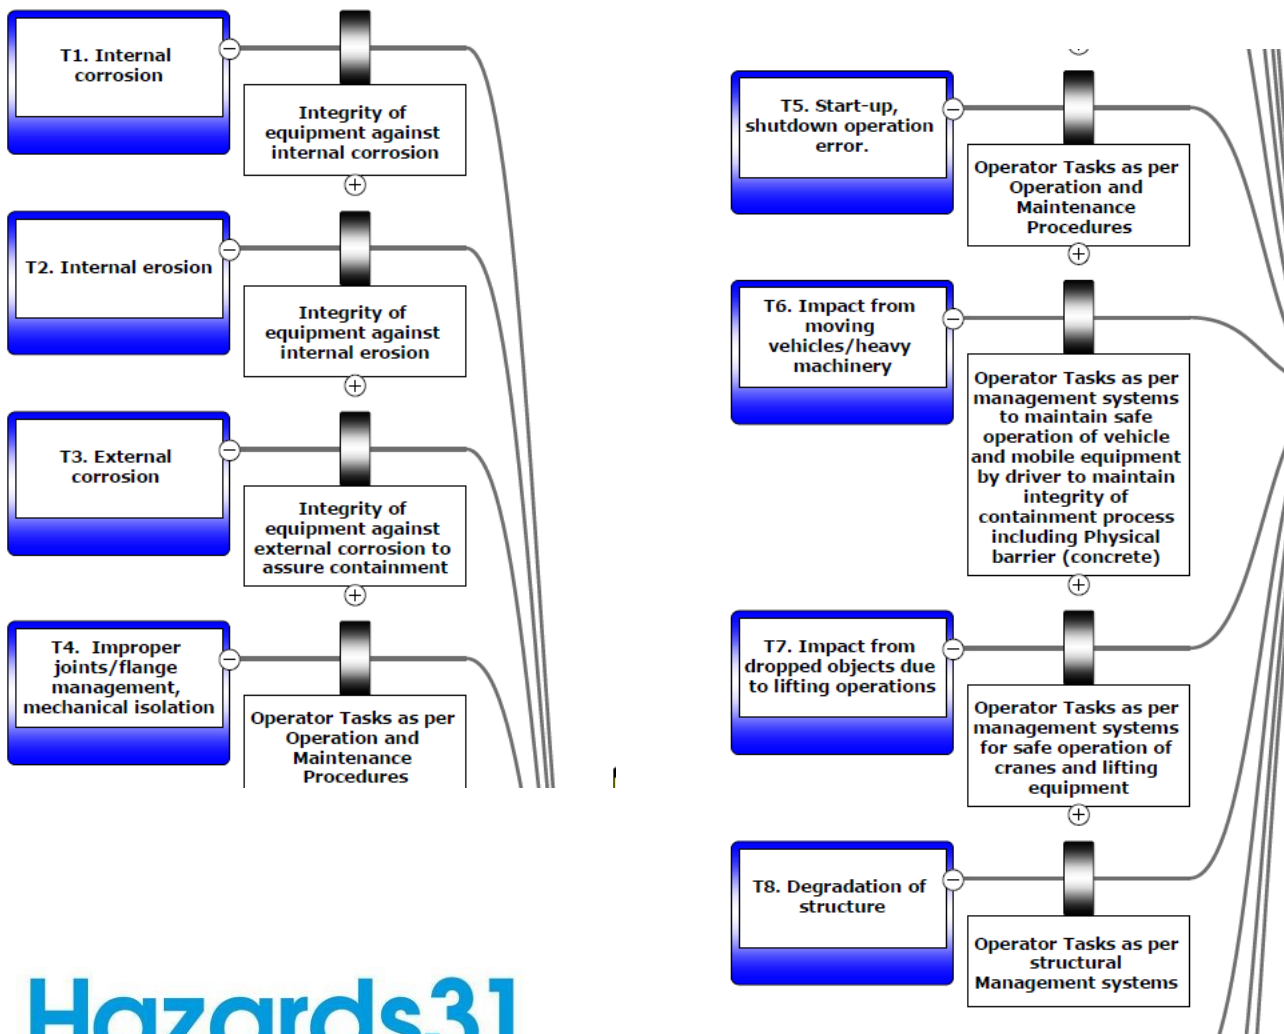 T1. Internal
corrosion
Integrity of
equipment against
internal corrosion
T2. Internal erosion
Integrity of
equipment against
internal erosion
T3. External
corrosion
Integrity of
equipment against
external corrosion to
assure containment
T4. Improper
joints/flange
management,
mechanical isolation
Operator Tasks as per
Operation and
Maintenance
Procedures
Hazards31
T5. Start-up,
shutdown operation
error.
Operator Tasks as per
Operation and
Maintenance
Procedures
T6. Impact from
moving
vehicles/heavy
machinery
Operator Tasks as per
management systems
to maintain safe
operation of vehicle
and mobile equipment
by driver to maintain
integrity of
containment process
including Physical
barrier (concrete)
T7. Impact from
dropped objects due
to lifting operations
Operator Tasks as per
management systems
for safe operation of
cranes and lifting
equipment
T8. Degradation of
structure
Operator Tasks as per
structural
Management systems